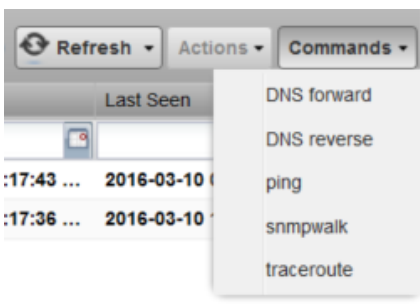 Refresh Actions Commands
Last Seen
DNS forward
DNS reverse
:17:43 ... 2016-03-10
ping
:17:36 ... 2016-03-10
snmpwalk
traceroute